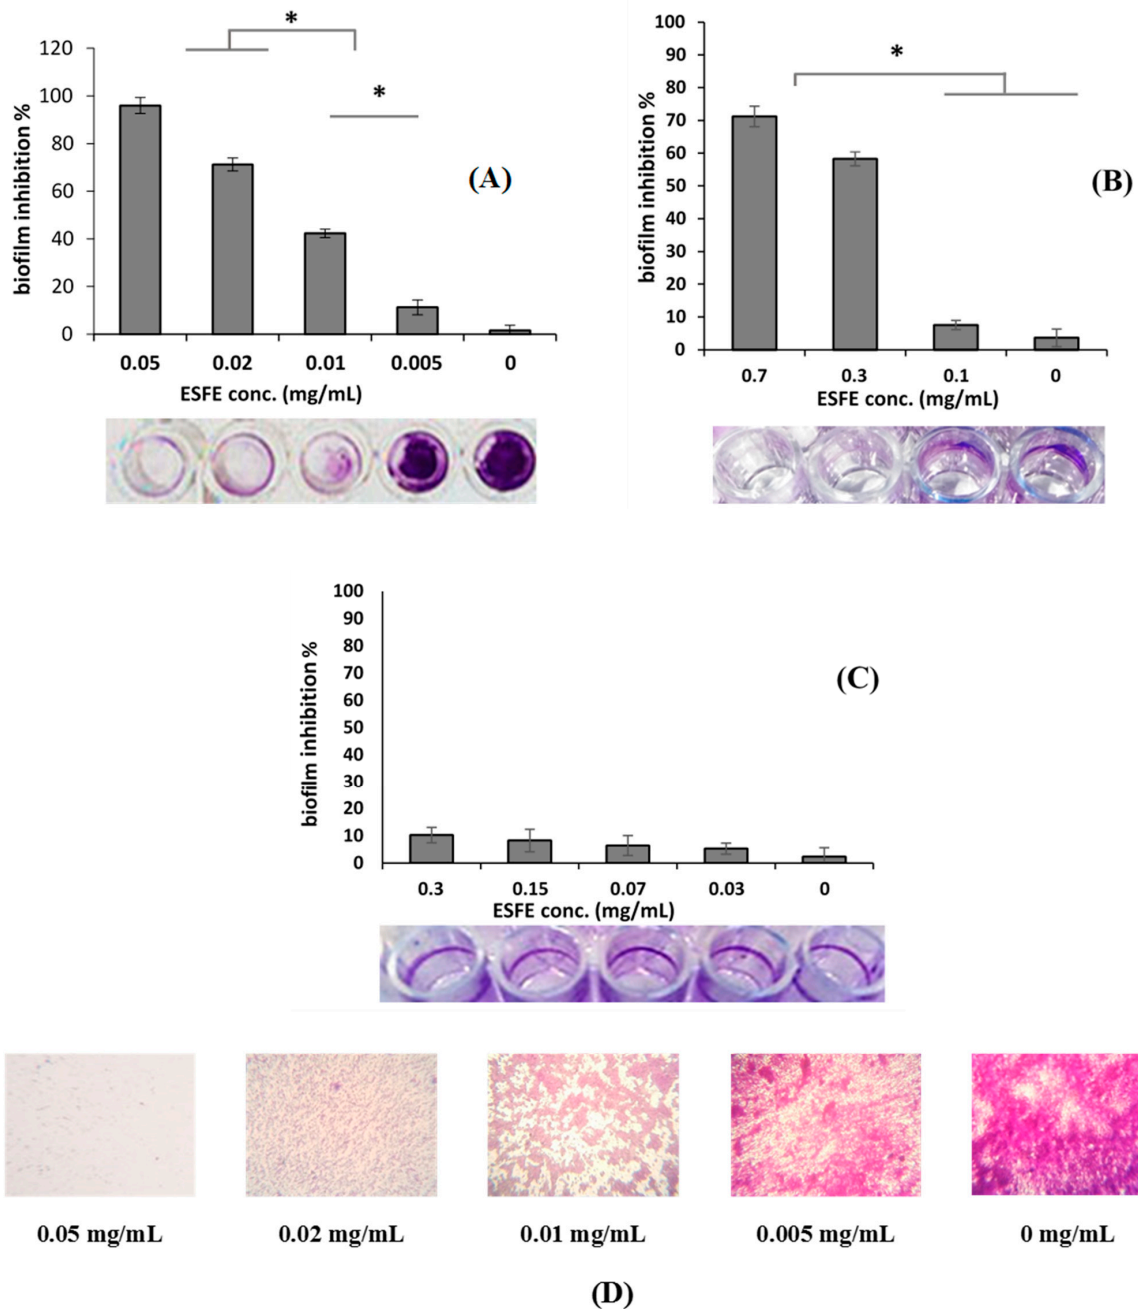 *
*
120
100
80
60
40
20
0
biofilm inhibition %
0.05 0.02 0.01 0.005 0
ESFE conc. (mg/mL)
(A)
*
100
90
80
70
60
50
40
30
20
10
0
biofilm inhibition %
0.7 0.3 0.1 0
ESFE conc. (mg/mL)
(B)
100
90
80
70
60
50
40
30
20
10
0
biofilm inhibition %
0.3 0.15 0.07 0.03 0
ESFE conc. (mg/mL)
(C)
0.05 mg/mL 0.02 mg/mL 0.01 mg/mL 0.005 mg/mL 0 mg/mL
(D)